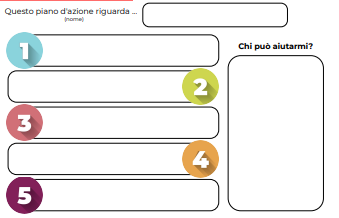 Questo piano d'azione riguarda ...
(nome)
Chi può aiutarmi?
1
2
3
4
5